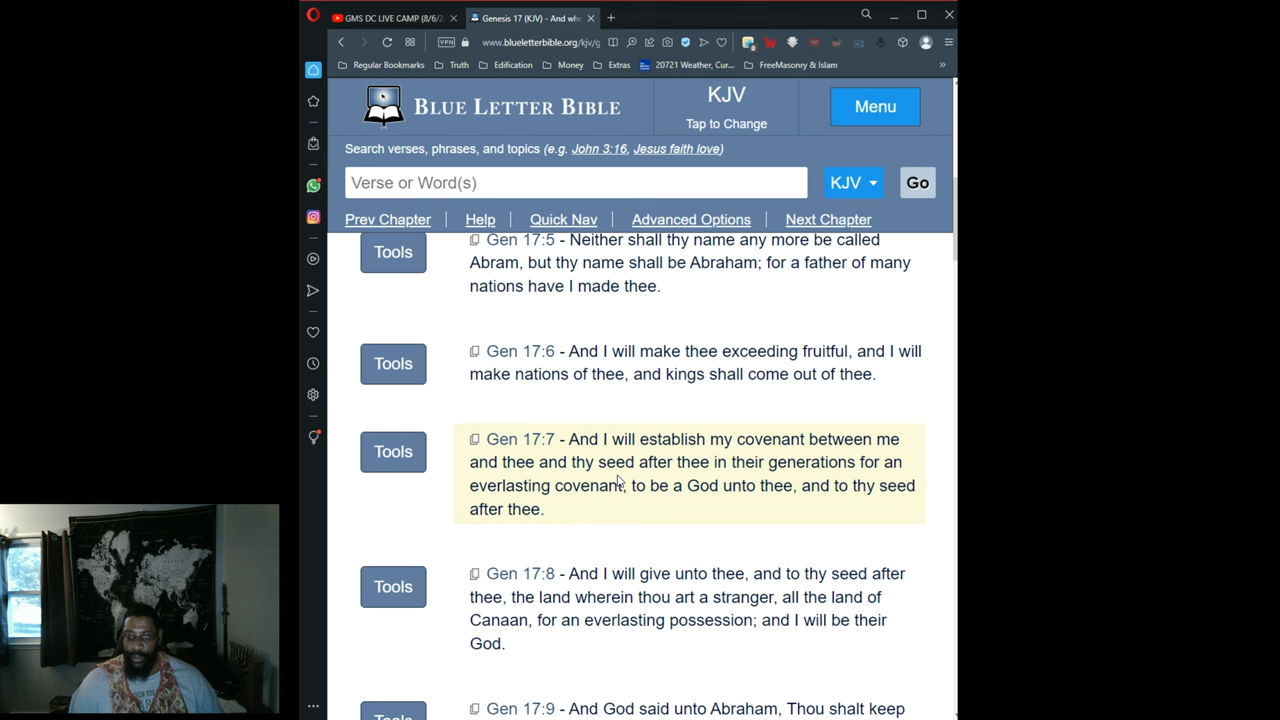 GMS DC LIVE CAMP (8/6/2
Genesis 17 (KJV) - And whe
VPN
www.blueletterbible.org/kjv/g
Regular Bookmarks
Truth
Edification
Money
Extras
20721 Weather, Cur...
FreeMasonry & Islam
»
BLUE LETTER BIBLE
KJV
Tap to Change
Menu
Search verses, phrases, and topics (e.g. John 3:16, Jesus faith love)
Verse or Word(s)
KJV
Go
Prev Chapter
Help
Quick Nav
Advanced Options
Next Chapter
Tools
Gen 17:5 - Neither shall thy name any more be called
Abram, but thy name shall be Abraham; for a father of many
nations have I made thee.
Tools
Gen 17:6 - And I will make thee exceeding fruitful, and I will
make nations of thee, and kings shall come out of thee.
Tools
Gen 17:7 - And I will establish my covenant between me
and thee and thy seed after thee in their generations for an
everlasting covenant, to be a God unto thee, and to thy seed
after thee.
Tools
Gen 17:8 - And I will give unto thee, and to thy seed after
thee, the land wherein thou art a stranger, all the land of
Canaan, for an everlasting possession; and I will be their
God.
Tools
Gen 17:9 - And God said unto Abraham, Thou shalt keep